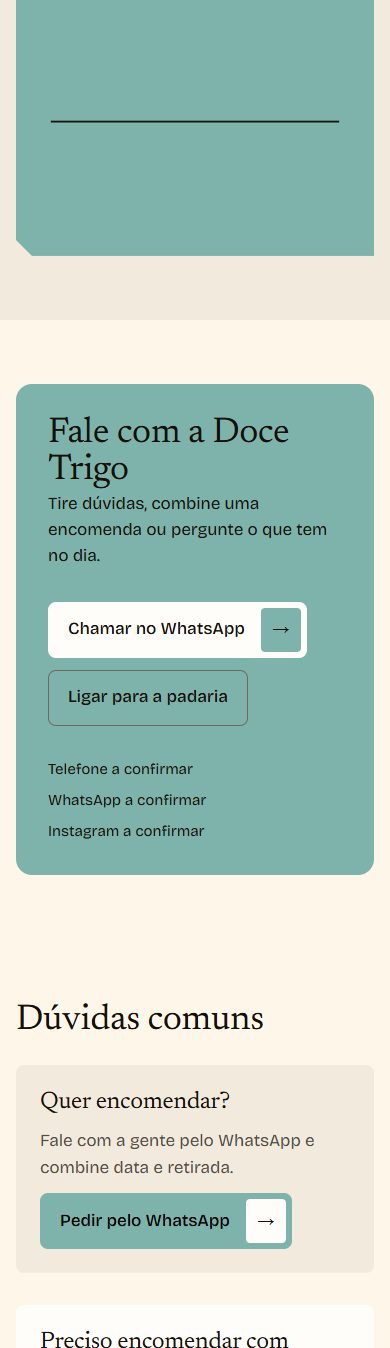 Fale com a Doce
Trigo
Tire dúvidas, combine uma
encomenda ou pergunte o que tem
no dia.
Chamar no WhatsApp →
Ligar para a padaria
Telefone a confirmar
WhatsApp a confirmar
Instagram a confirmar
Dúvidas comuns
Quer encomendar?
Fale com a gente pelo WhatsApp e
combine data e retirada.
Pedir pelo WhatsApp →
Preciso encomendar com